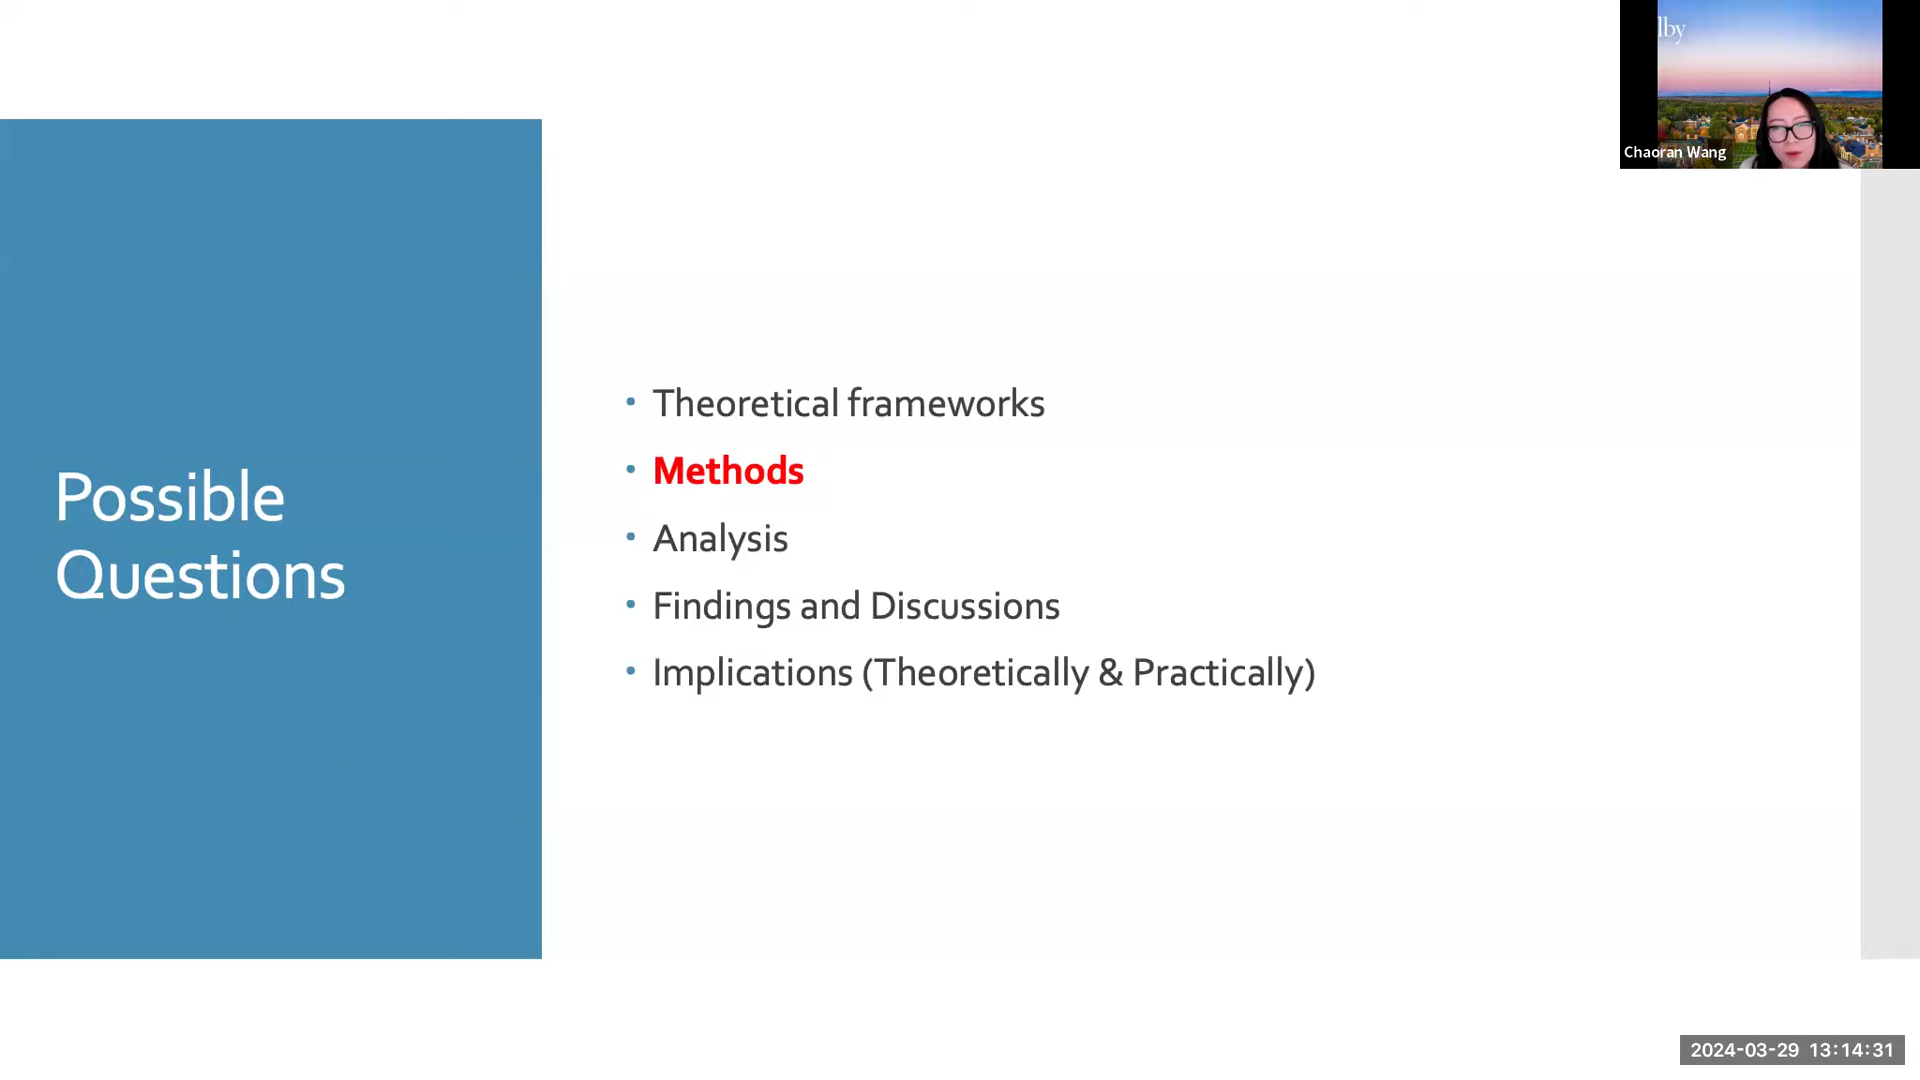 lby
Chaoran Wang
Possible
Questions
• Theoretical frameworks
• Methods
• Analysis
• Findings and Discussions
• Implications (Theoretically & Practically)
2024-03-29 13:14:31